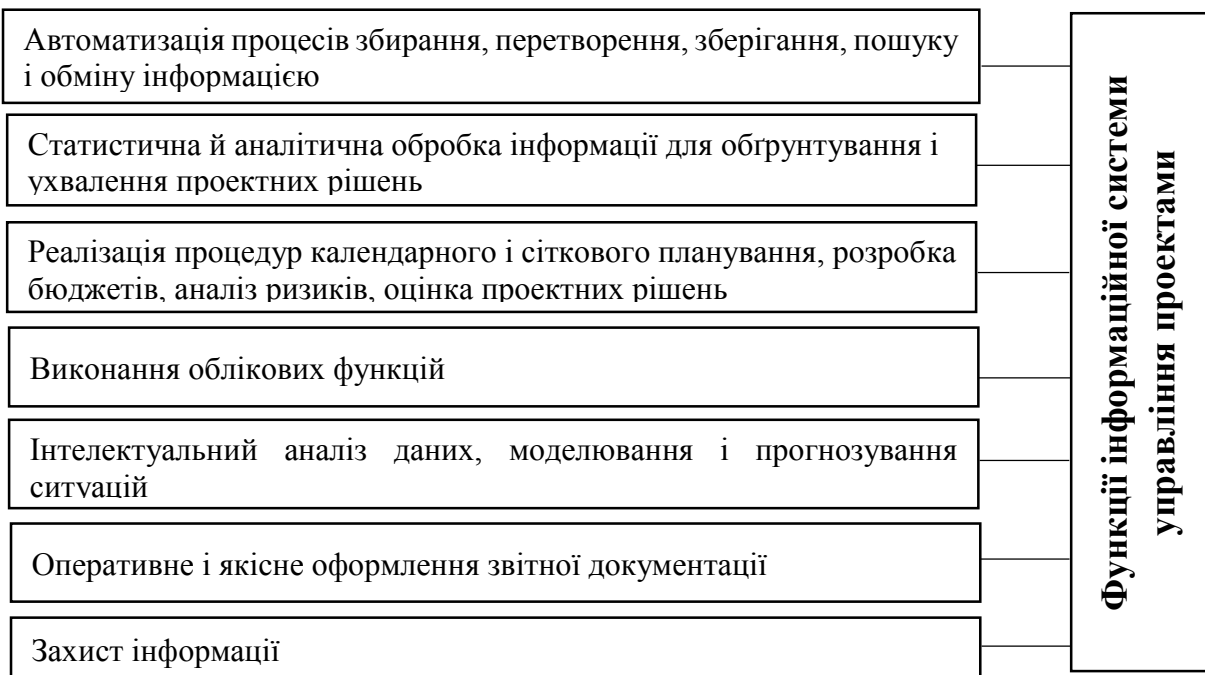 Автоматизація процесів збирання, перетворення, зберігання, пошуку
і обміну інформацією
Статистична й аналітична обробка інформації для обґрунтування і
ухвалення проектних рішень
Реалізація процедур календарного і сіткового планування, розробка
бюджетів, аналіз ризиків, оцінка проектних рішень
Виконання облікових функцій
Інтелектуальний аналіз даних, моделювання і прогнозування
ситуацій
Оперативне і якісне оформлення звітної документації
Захист інформації
Функції інформаційної системи
управління проектами